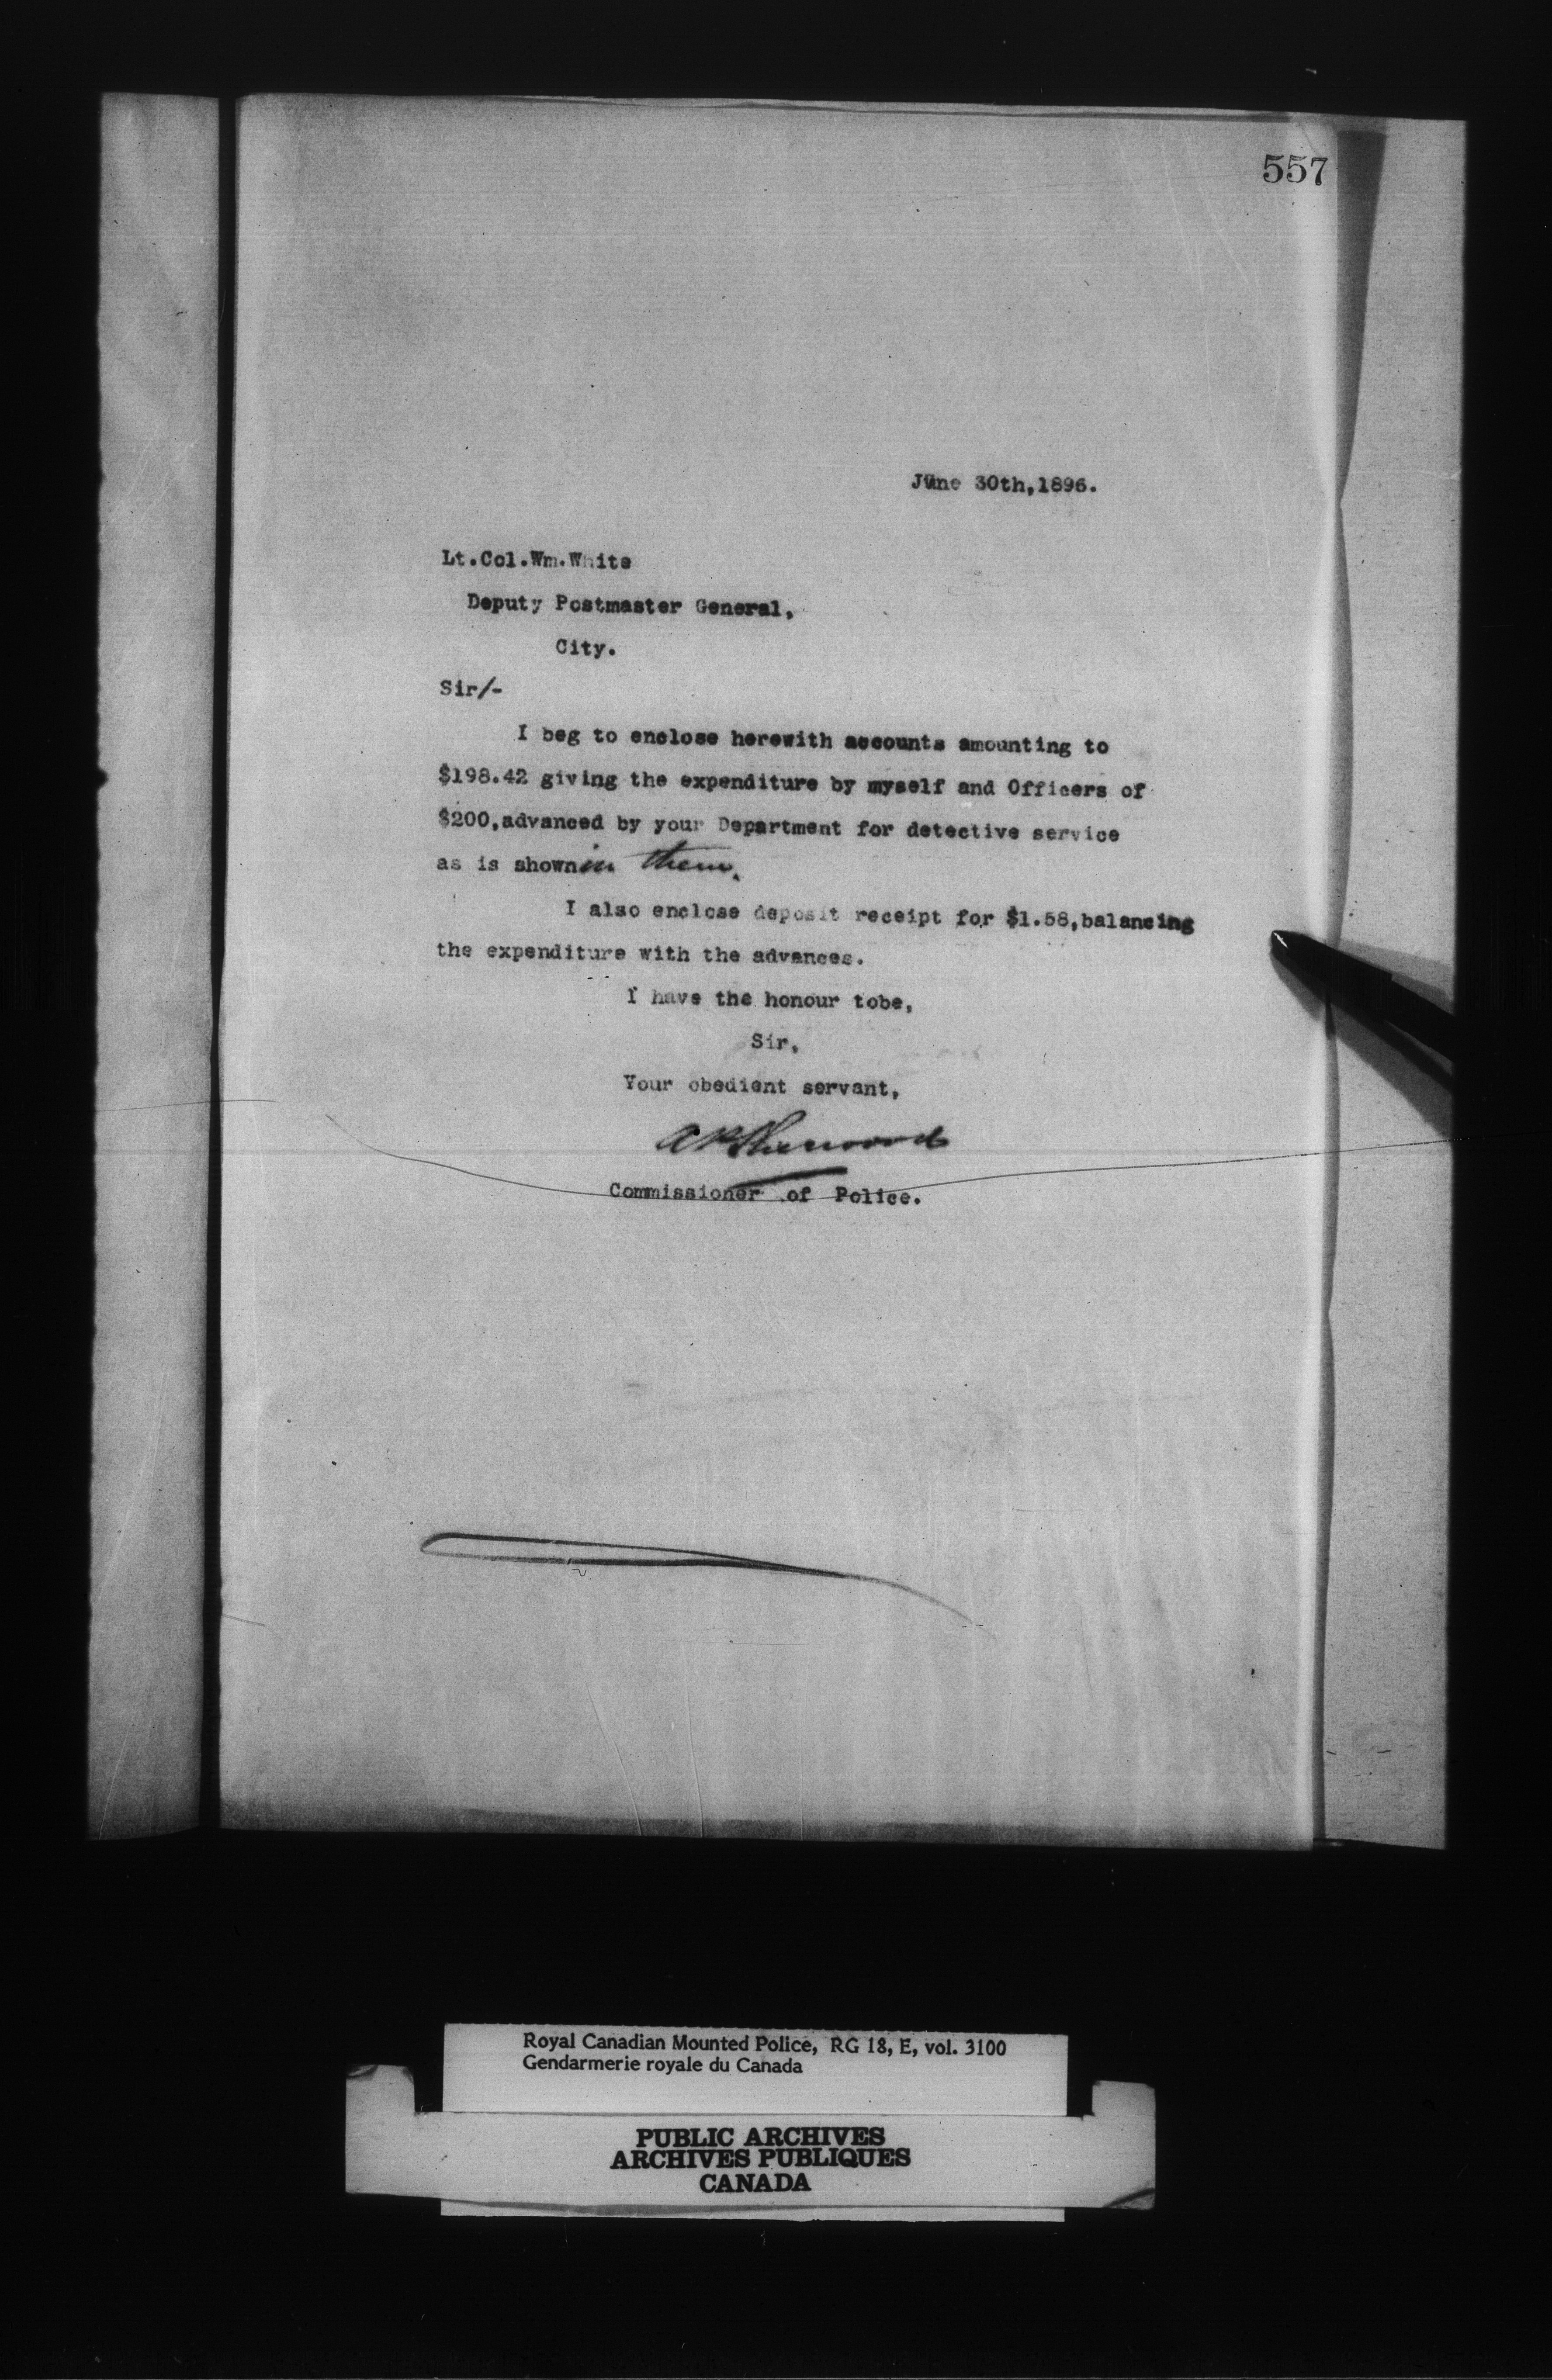 557
June 30th,1896.
Lt.Col.Wm.White
Deputy Postmaster General,
City.
Sir/-
I beg to enclose herewith accounts amounting to
$198.42 giving the expenditure by myself and Officers of
$200,advanced by your Department for detective service
as is shown in them.
I also enclose deposit receipt for $1.58,balancing
the expenditure with the advances.
I have the honour tobe,
Sir,
Your obedient servant,
A P Sherwood
Commissioner of Police.
Royal Canadian Mounted Police, RG 18, E, vol. 3100
Gendarmerie royale du Canada
PUBLIC ARCHIVES
ARCHIVES PUBLIQUES
CANADA